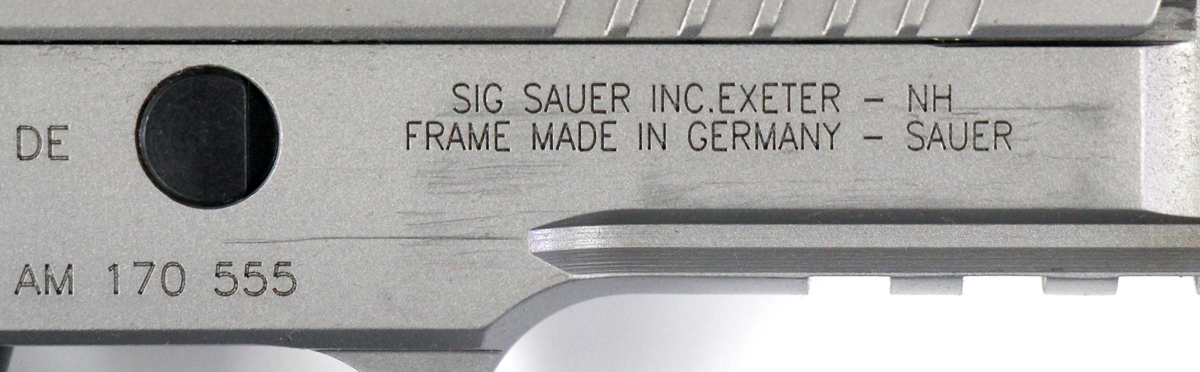 SIG SAUER INC.EXETER - NH
FRAME MADE IN GERMANY - SAUER
DE
AM 170 555